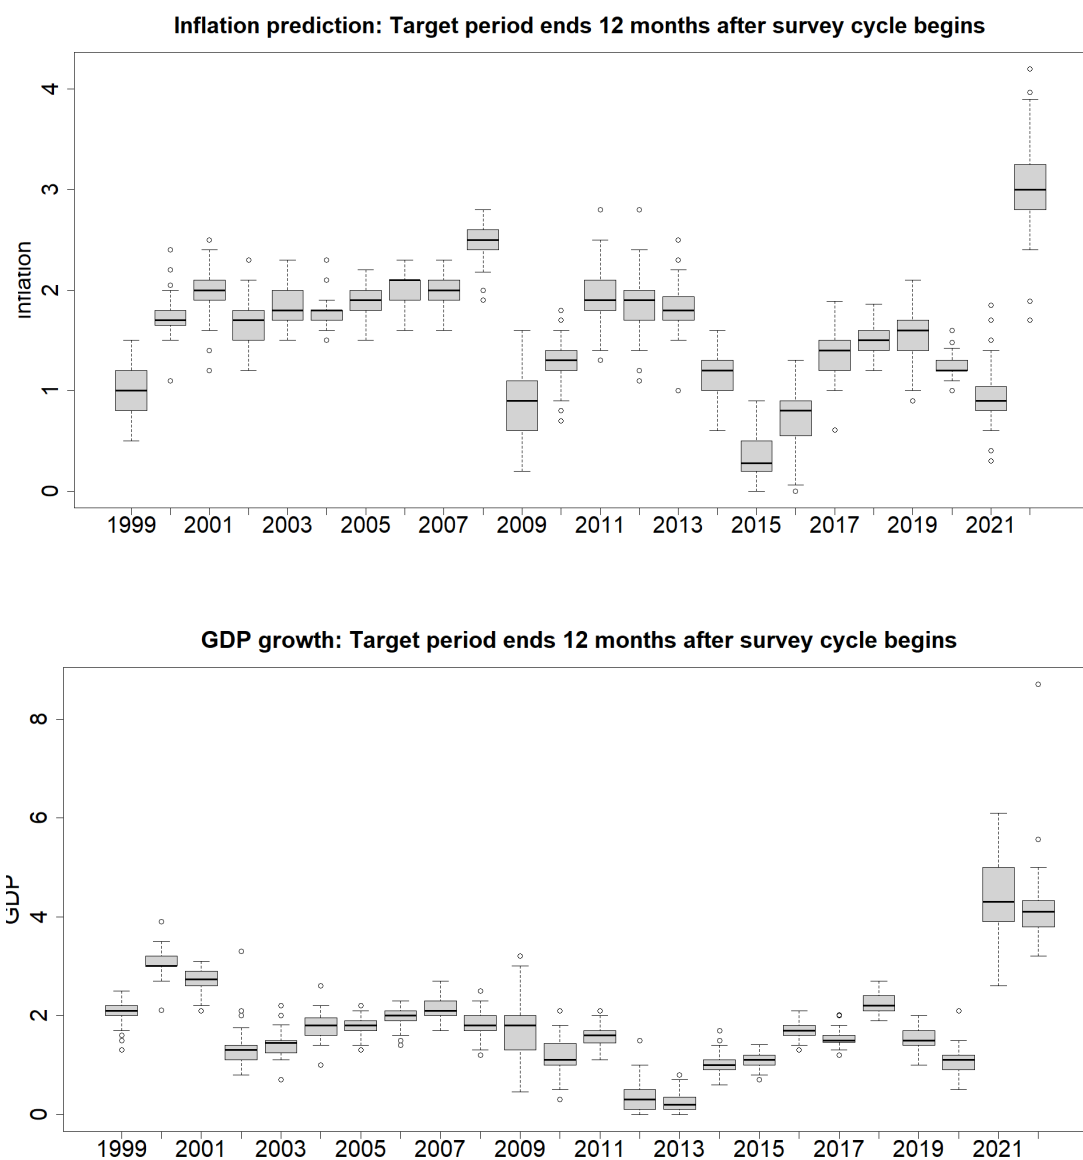 Inflation prediction: Target period ends 12 months after survey cycle begins
4
3
2
1
0
Inflation
1999 2001 2003 2005 2007 2009 2011 2013 2015 2017 2019 2021
GDP growth: Target period ends 12 months after survey cycle begins
8
6
4
2
0
GDP
1999 2001 2003 2005 2007 2009 2011 2013 2015 2017 2019 2021